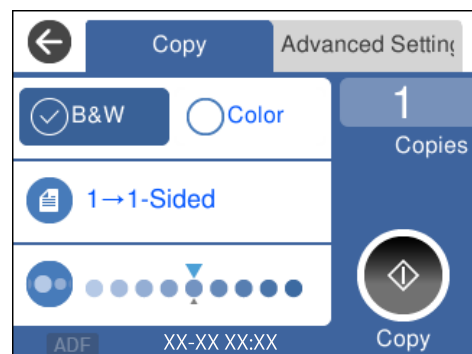 Copy
Advanced Setting
B&W
Color
1
Copies
1→1-Sided
ADF
XX-XX XX:XX
Copy